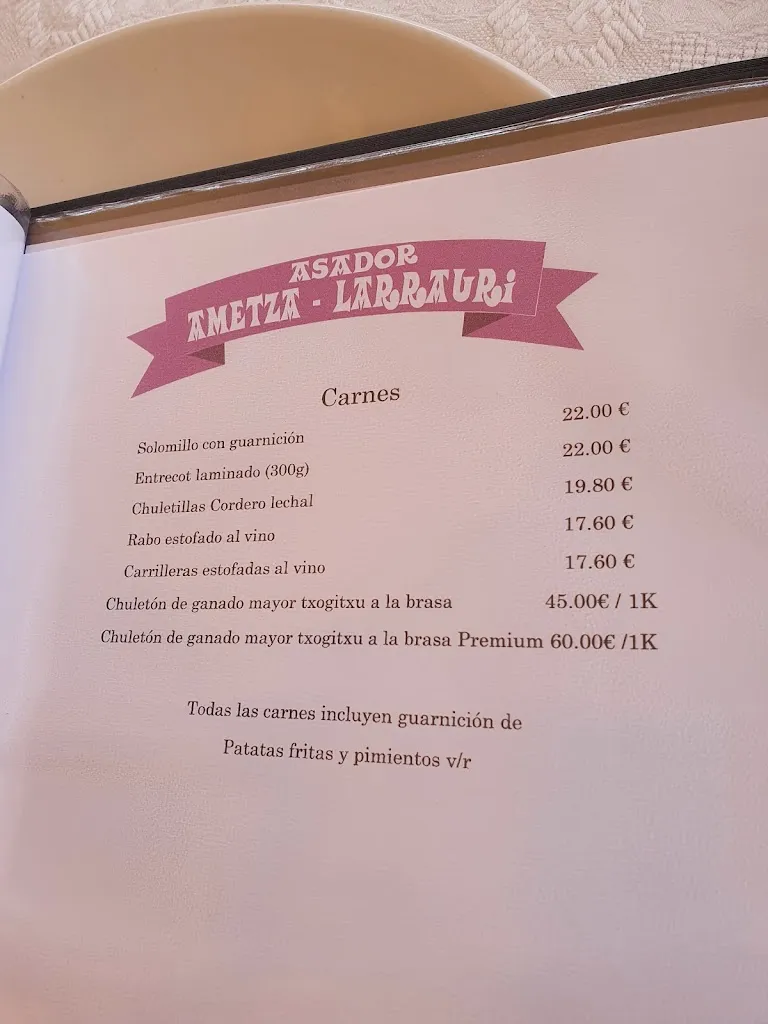 ASADOR
AMETZA - LARRAURi
Carnes
Solomillo con guarnición 22.00 €
Entrecot laminado (300g) 22.00 €
Chuletillas Cordero lechal 19.80 €
Rabo estofado al vino 17.60 €
Carrilleras estofadas al vino 17.60 €
Chuletón de ganado mayor txogitxu a la brasa 45.00€ / 1K
Chuletón de ganado mayor txogitxu a la brasa Premium 60.00€ /1K
Todas las carnes incluyen guarnición de
Patatas fritas y pimientos v/r